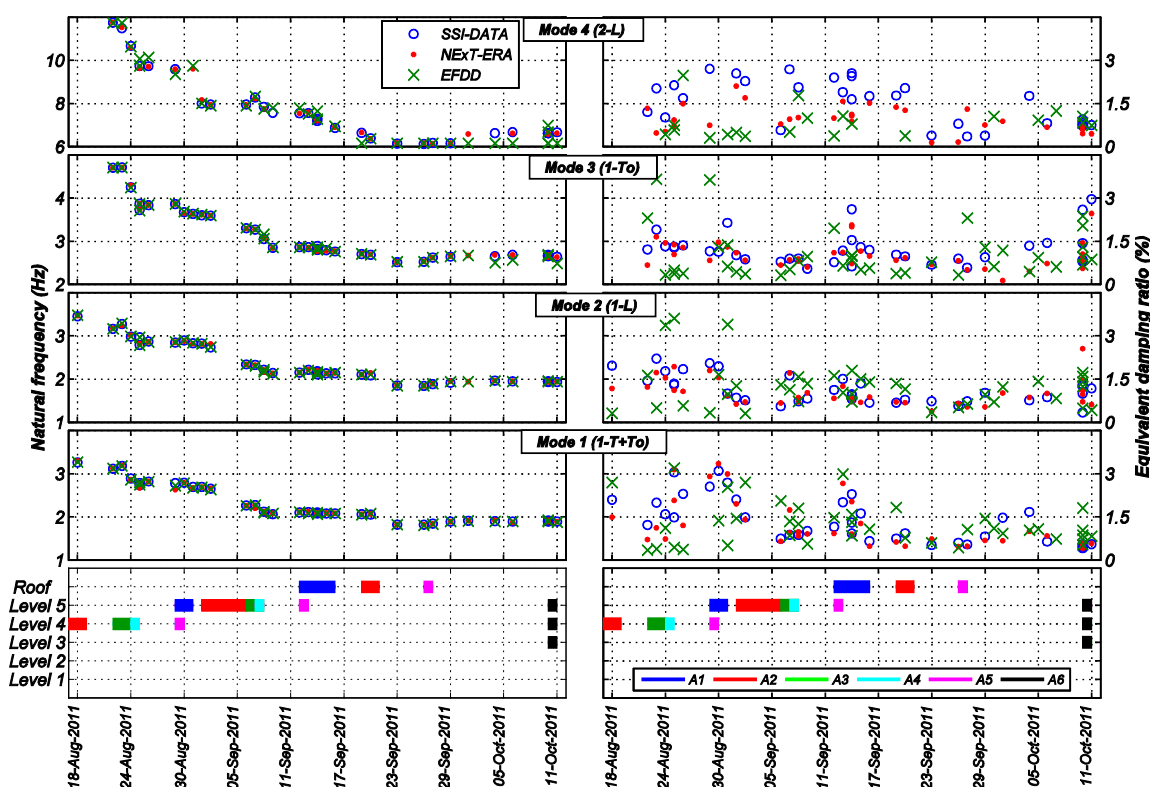 Mode 4 (2-L)
SSI-DATA
NExT-ERA
EFDD
10
8
6
3
1.5
0
Mode 3 (1-To)
4
3
2
3
1.5
0
Mode 2 (1-L)
3
2
1
3
1.5
0
Mode 1 (1-T+To)
3
2
1
3
1.5
0
Natural frequency (Hz)
Equivalent damping ratio (%)
Roof
Level 5
Level 4
Level 3
Level 2
Level 1
A1 A2 A3 A4 A5 A6
18-Aug-2011 24-Aug-2011 30-Aug-2011 05-Sep-2011 11-Sep-2011 17-Sep-2011 23-Sep-2011 29-Sep-2011 05-Oct-2011 11-Oct-2011
18-Aug-2011 24-Aug-2011 30-Aug-2011 05-Sep-2011 11-Sep-2011 17-Sep-2011 23-Sep-2011 29-Sep-2011 05-Oct-2011 11-Oct-2011